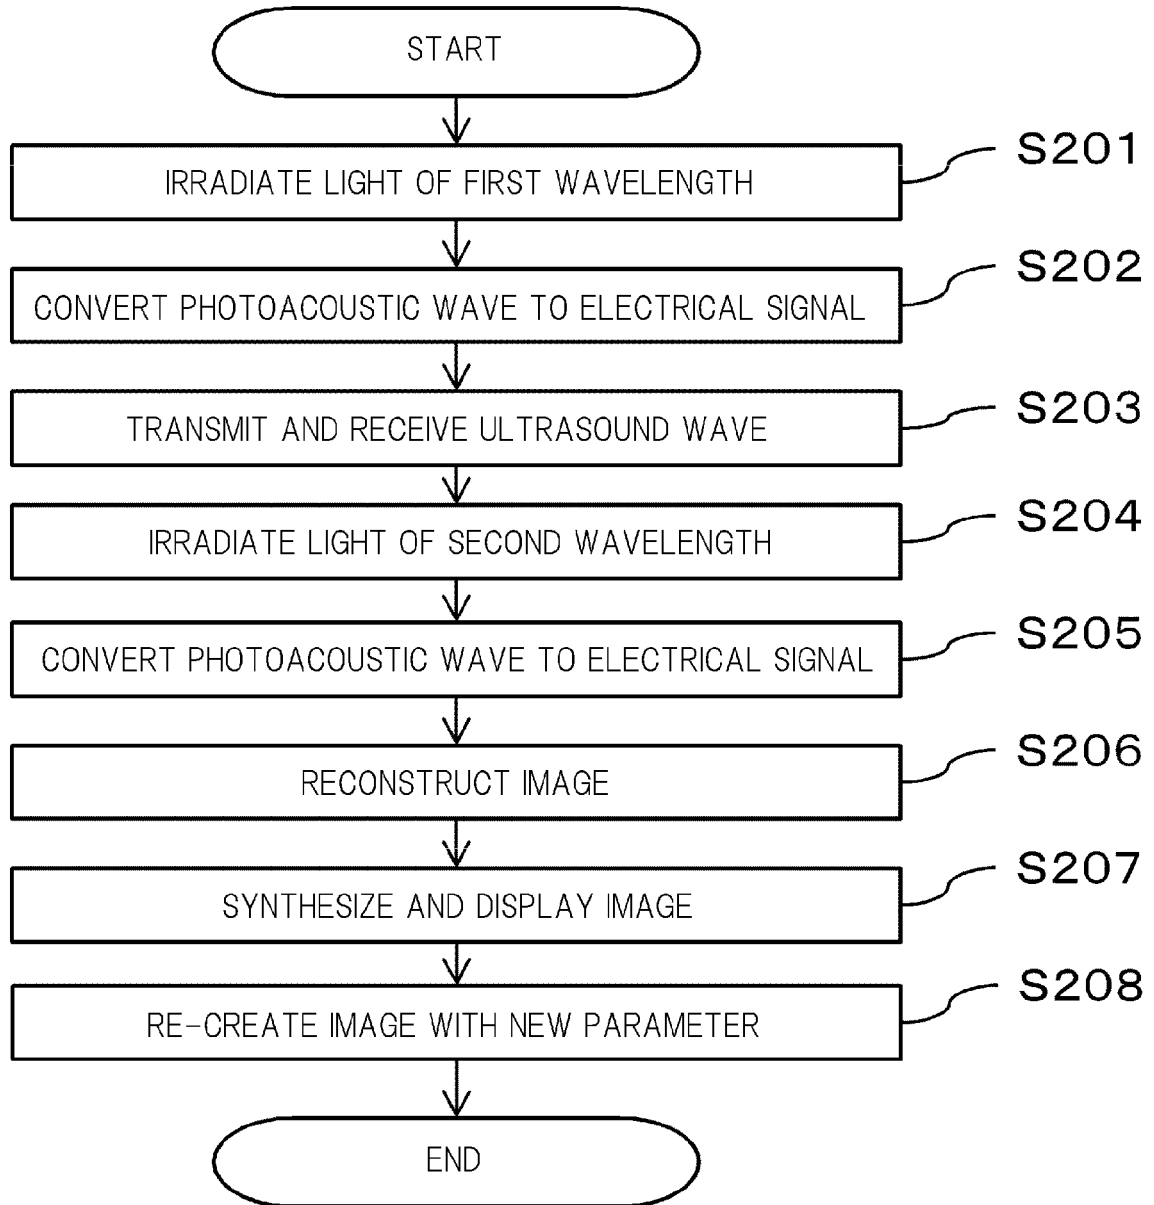 START
IRRADIATE LIGHT OF FIRST WAVELENGTH
S201
CONVERT PHOTOACOUSTIC WAVE TO ELECTRICAL SIGNAL
S202
TRANSMIT AND RECEIVE ULTRASOUND WAVE
S203
IRRADIATE LIGHT OF SECOND WAVELENGTH
S204
CONVERT PHOTOACOUSTIC WAVE TO ELECTRICAL SIGNAL
S205
RECONSTRUCT IMAGE
S206
SYNTHESIZE AND DISPLAY IMAGE
S207
RE-CREATE IMAGE WITH NEW PARAMETER
S208
END